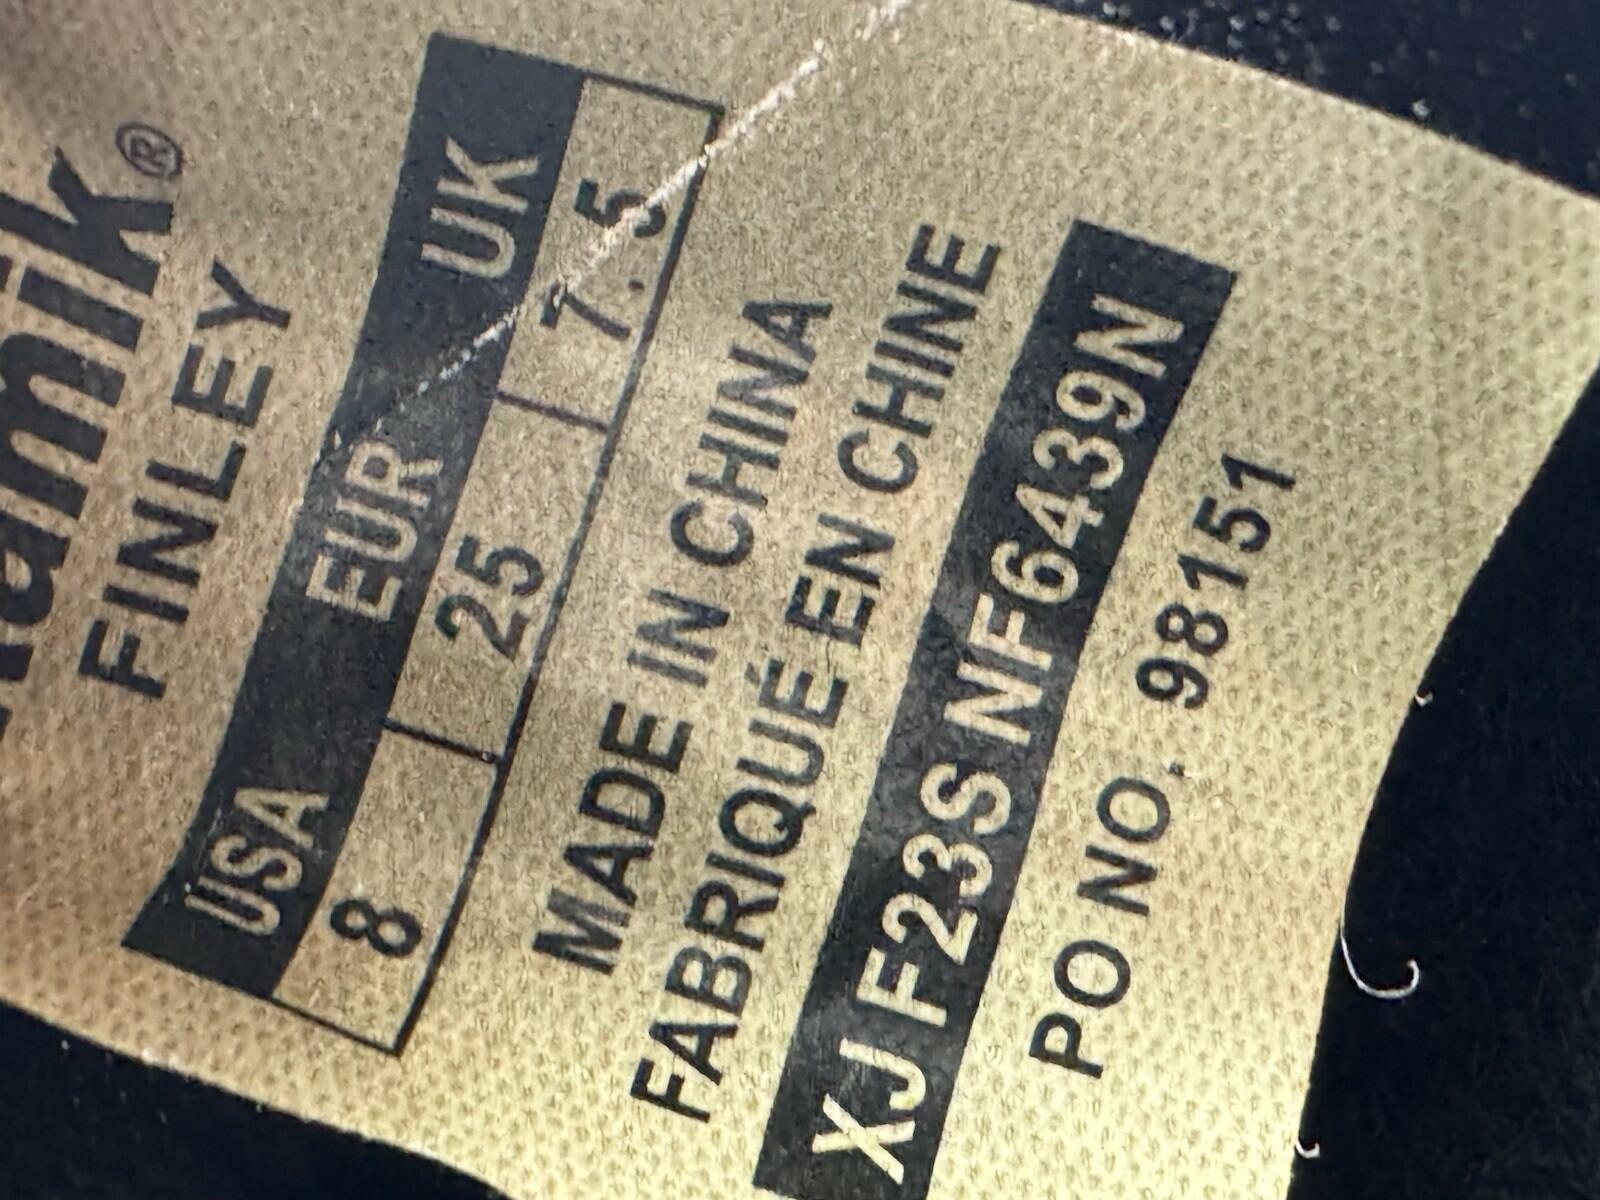 FINLEY
USA EUR UK
8 25 7.5
MADE IN CHINA
FABRIQUÉ EN CHINE
XJ F23S NF6439N
PO NO. 98151